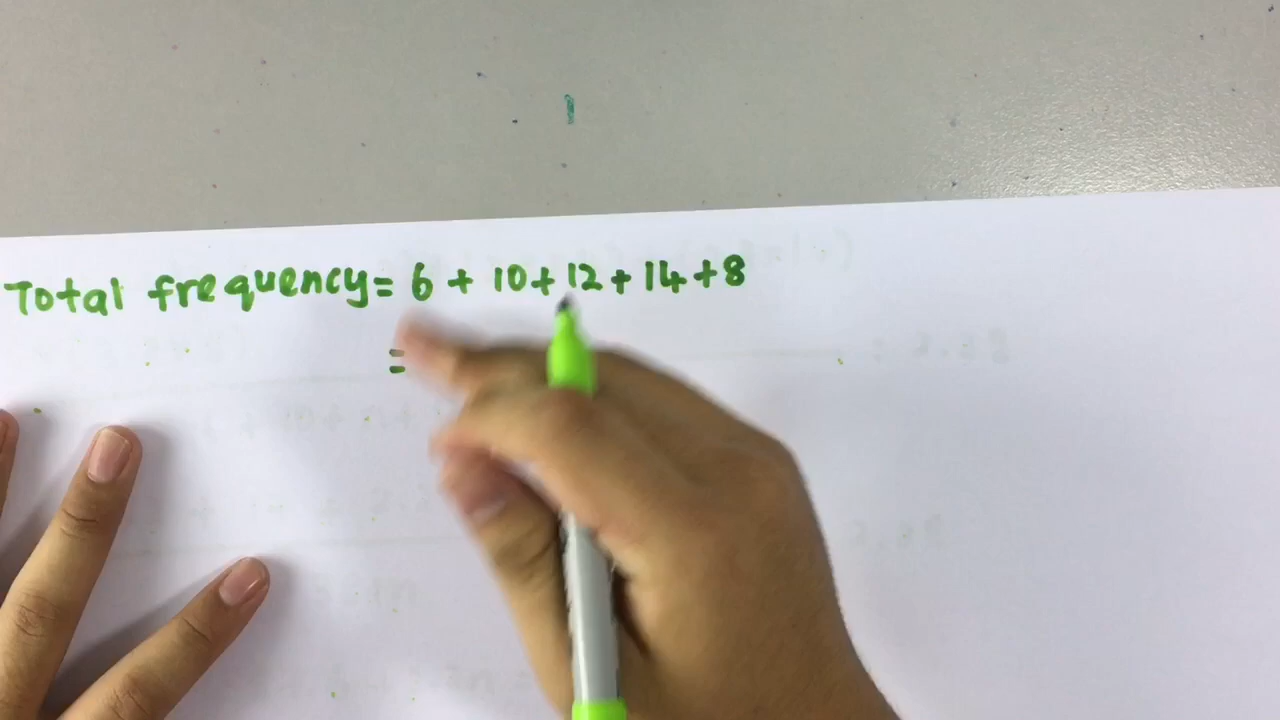 Total frequency = 6 + 10 + 12 + 14 + 8
=